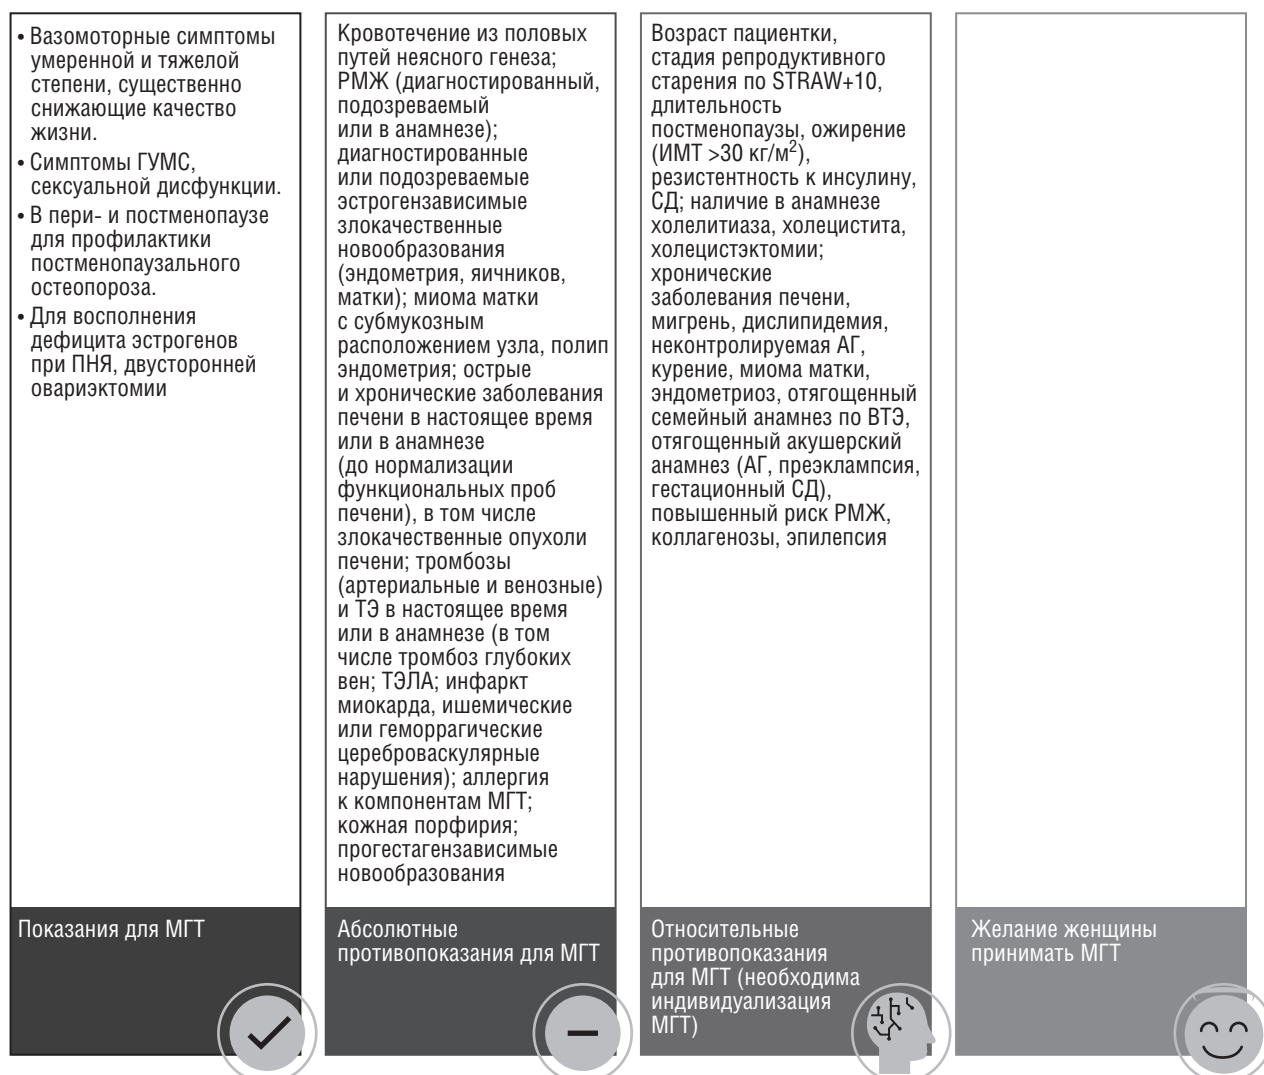 • Вазомоторные симптомы
умеренной и тяжелой
степени, существенно
снижающие качество
жизни.
• Симптомы ГУМС,
сексуальной дисфункции.
• В пери- и постменопаузе
для профилактики
постменопаузального
остеопороза.
• Для восполнения
дефицита эстрогенов
при ПНЯ, двусторонней
овариэктомии
Показания для МГТ
Кровотечение из половых
путей неясного генеза;
РМЖ (диагностированный,
подозреваемый
или в анамнезе);
диагностированные
или подозреваемые
эстрогензависимые
злокачественные
новообразования
(эндометрия, яичников,
матки); миома матки
с субмукозным
расположением узла, полип
эндометрия; острые
и хронические заболевания
печени в настоящее время
или в анамнезе
(до нормализации
функциональных проб
печени), в том числе
злокачественные опухоли
печени; тромбозы
(артериальные и венозные)
и ТЭ в настоящее время
или в анамнезе (в том
числе тромбоз глубоких
вен; ТЭЛА; инфаркт
миокарда, ишемические
или геморрагические
цереброваскулярные
нарушения); аллергия
к компонентам МГТ;
кожная порфирия;
прогестагензависимые
новообразования
Абсолютные
противопоказания для МГТ
Возраст пациентки,
стадия репродуктивного
старения по STRAW+10,
длительность
постменопаузы, ожирение
(ИМТ >30 кг/м²),
резистентность к инсулину,
СД; наличие в анамнезе
холелитиаза, холецистита,
холецистэктомии;
хронические
заболевания печени,
мигрень, дислипидемия,
неконтролируемая АГ,
курение, миома матки,
эндометриоз, отягощенный
семейный анамнез по ВТЭ,
отягощенный акушерский
анамнез (АГ, преэклампсия,
гестационный СД),
повышенный риск РМЖ,
коллагенозы, эпилепсия
Относительные
противопоказания
для МГТ (необходима
индивидуализация
МГТ)
Желание женщины
принимать МГТ